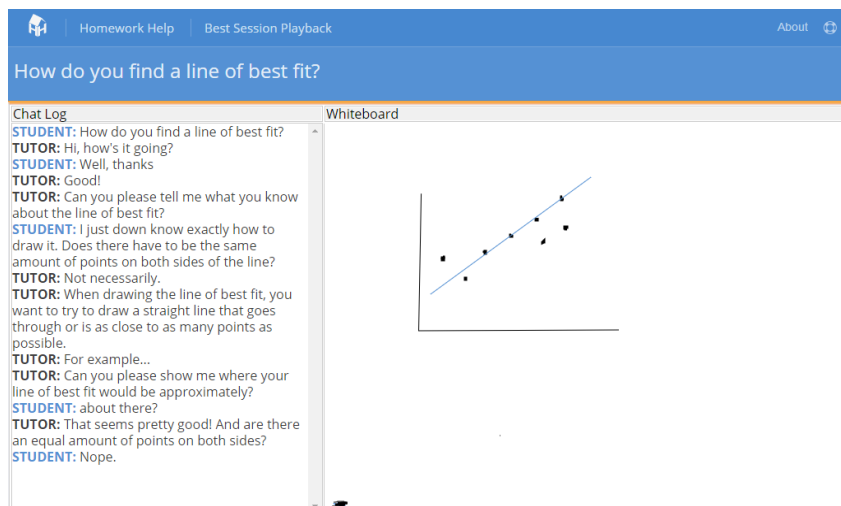 HH Homework Help Best Session Playback About
How do you find a line of best fit?
Chat Log Whiteboard
STUDENT: How do you find a line of best fit?
TUTOR: Hi, how's it going?
STUDENT: Well, thanks
TUTOR: Good!
TUTOR: Can you please tell me what you know
about the line of best fit?
STUDENT: I just down know exactly how to
draw it. Does there have to be the same
amount of points on both sides of the line?
TUTOR: Not necessarily.
TUTOR: When drawing the line of best fit, you
want to try to draw a straight line that goes
through or is as close to as many points as
possible.
TUTOR: For example...
TUTOR: Can you please show me where your
line of best fit would be approximately?
STUDENT: about there?
TUTOR: That seems pretty good! And are there
an equal amount of points on both sides?
STUDENT: Nope.